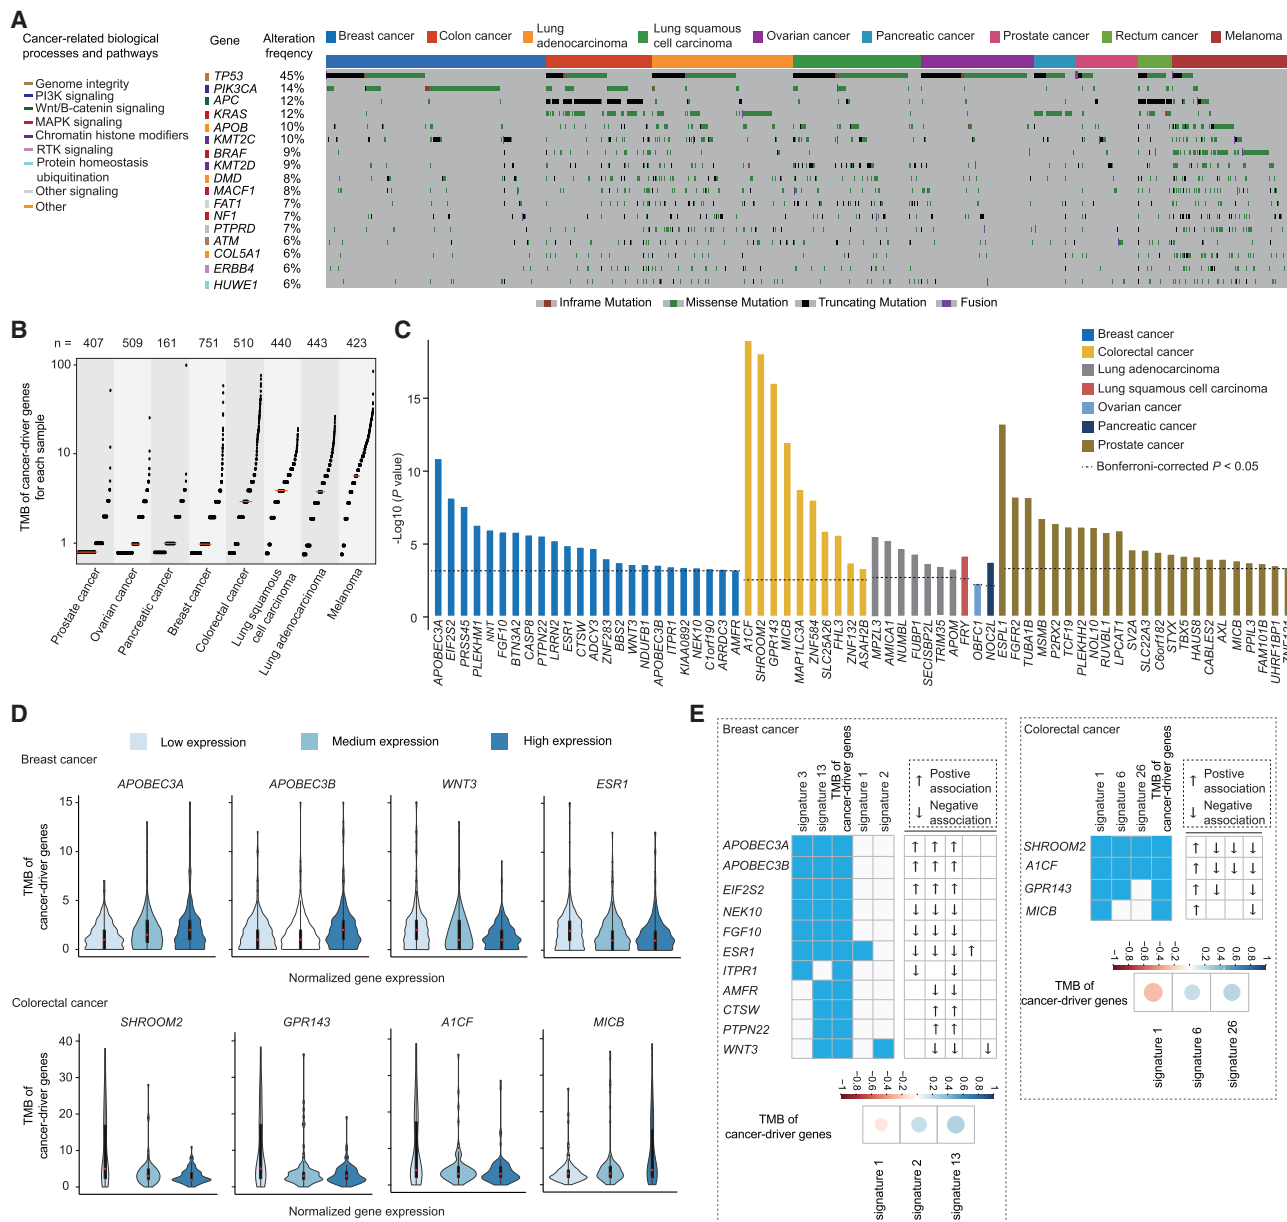 A
Cancer-related biological
processes and pathways
Genome integrity
PI3K signaling
Wnt/B-catenin signaling
MAPK signaling
Chromatin histone modifiers
RTK signaling
Protein homeostasis
ubiquitination
Other signaling
Other
Gene
Alteration
freqency
Breast cancer
Colon cancer
Lung
adenocarcinoma
Lung squamous
cell carcinoma
Ovarian cancer
Pancreatic cancer
Prostate cancer
Rectum cancer
Melanoma
TP53 45%
PIK3CA 14%
APC 12%
KRAS 12%
APOB 10%
KMT2C 10%
BRAF 9%
KMT2D 9%
DMD 8%
MACF1 8%
FAT1 7%
NF1 7%
PTPRD 7%
ATM 6%
COL5A1 6%
ERBB4 6%
HUWE1 6%
Inframe Mutation
Missense Mutation
Truncating Mutation
Fusion
B
n = 407 509 161 751 510 440 443 423
TMB of cancer-driver genes
for each sample
100
10
1
Prostate cancer
Ovarian cancer
Pancreatic cancer
Breast cancer
Colorectal cancer
Lung squamous
cell carcinoma
Lung adenocarcinoma
Melanoma
C
-Log10 (P value)
15
10
5
0
Breast cancer
Colorectal cancer
Lung adenocarcinoma
Lung squamous cell carcinoma
Ovarian cancer
Pancreatic cancer
Prostate cancer
Bonferroni-corrected P < 0.05
APOBEC3A
EIF2S2
PRSS45
PLEKHM1
NNT
FGF10
BTN3A2
CASP8
PTPN22
LRRN2
ESR1
CTSW
ADCY3
ZNF283
BBS2
WNT3
NDUFB1
APOBEC3B
ITPR1
KIAA0892
NEK10
C1orf190
ARRDC3
AMFR
A1CF
SHROOM2
GPR143
MICB
MAP1LC3A
ZNF584
SLC25A26
FHL3
ZNF132
ASAH2B
MPZL3
AMICA1
NUMBL
FUBP1
SECISBP2L
TRIM35
APOM
FRY
OBFC1
NOC2L
ESPL1
FGFR2
TUBA1B
MSMB
P2RX2
TCF19
PLEKHH2
NOL10
RUVBL1
LPCAT1
SV2A
SLC22A3
C6orf182
STYX
TBX5
HAUS8
CABLES2
AXL
MICB
PPIL3
FAM101B
UHRF1BP1
D
Low expression
Medium expression
High expression
Breast cancer
APOBEC3A
APOBEC3B
WNT3
ESR1
TMB of
cancer-driver genes
15
10
5
0
Normalized gene expression
Colorectal cancer
SHROOM2
GPR143
A1CF
MICB
TMB of
cancer-driver genes
40
30
20
10
0
Normalized gene expression
E
Breast cancer
signature 3
signature 13
TMB of
cancer-driver genes
signature 1
signature 2
↑ Postive
association
↓ Negative
association
APOBEC3A ↑ ↑ ↑
APOBEC3B ↑ ↑ ↑
EIF2S2 ↑ ↑ ↑
NEK10 ↓ ↓ ↓
FGF10 ↓ ↓ ↓
ESR1 ↓ ↓ ↓ ↑
ITPR1 ↓ ↓
AMFR ↓ ↓
CTSW ↑ ↑
PTPN22 ↑ ↑
WNT3 ↓ ↓ ↓
-1 -0.8 -0.6 -0.4 -0.2 0 0.2 0.4 0.6 0.8 1
TMB of
cancer-driver genes
signature 1
signature 2
signature 13
Colorectal cancer
signature 1
signature 6
signature 26
TMB of
cancer-driver genes
↑ Postive
association
↓ Negative
association
SHROOM2 ↑ ↓ ↓ ↓
A1CF ↑ ↓ ↓ ↓
GPR143 ↑ ↓ ↓
MICB ↑ ↓
-1 -0.8 -0.6 -0.4 -0.2 0 0.2 0.4 0.6 0.8 1
TMB of
cancer-driver genes
signature 1
signature 6
signature 26